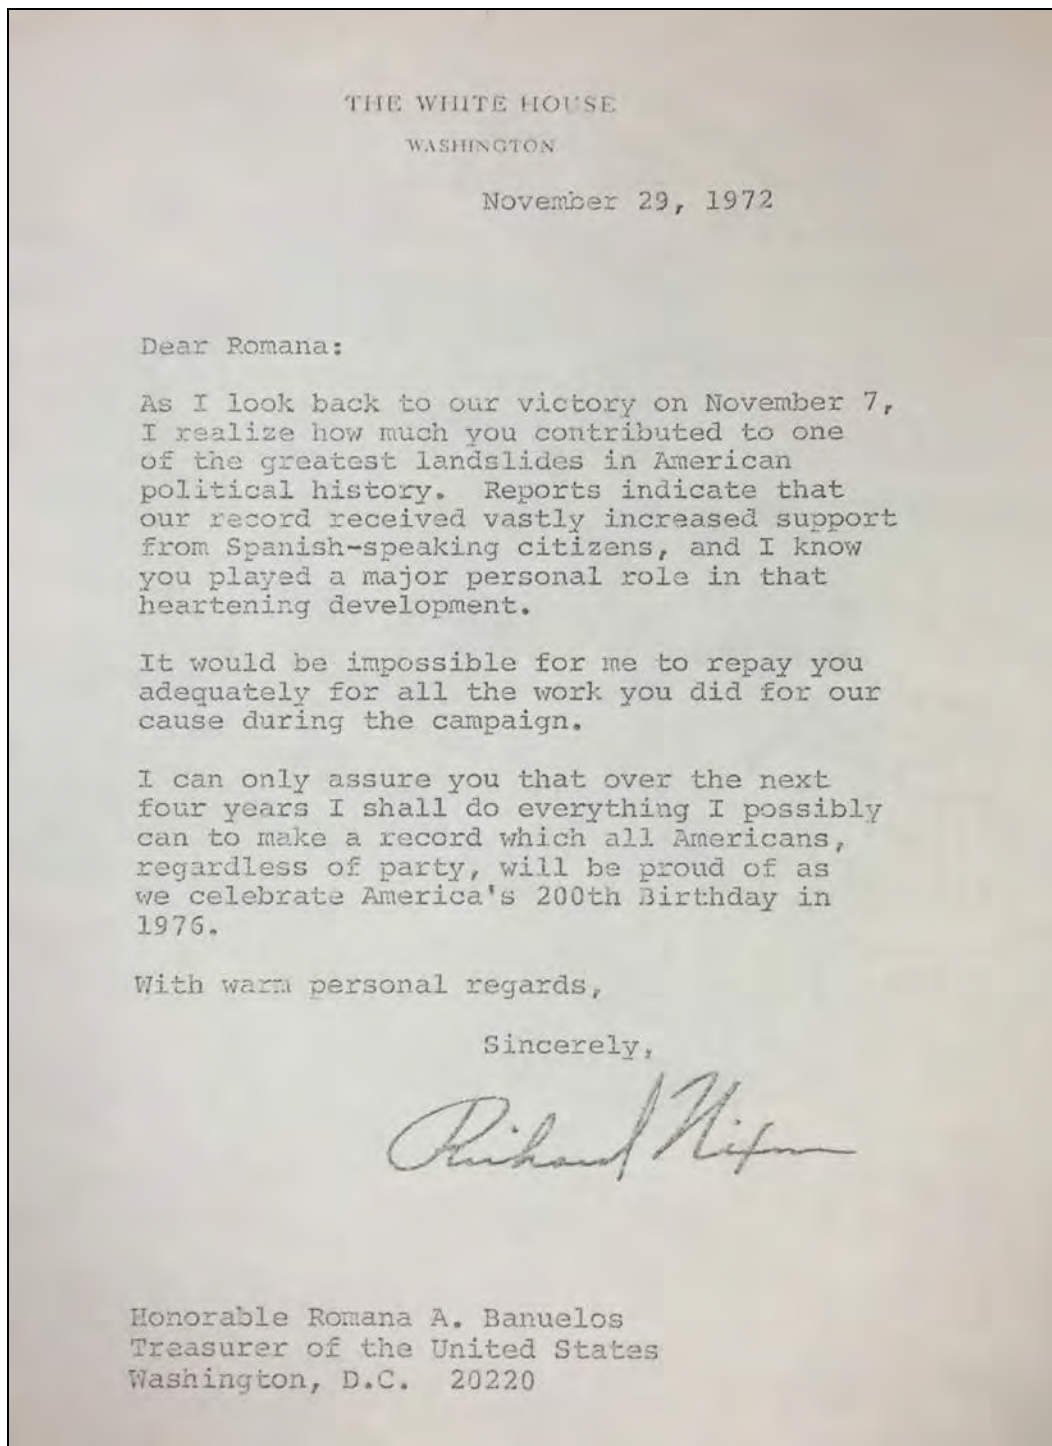 THE WHITE HOUSE
WASHINGTON
November 29, 1972
Dear Romana:
As I look back to our victory on November 7,
I realize how much you contributed to one
of the greatest landslides in American
political history. Reports indicate that
our record received vastly increased support
from Spanish-speaking citizens, and I know
you played a major personal role in that
heartening development.
It would be impossible for me to repay you
adequately for all the work you did for our
cause during the campaign.
I can only assure you that over the next
four years I shall do everything I possibly
can to make a record which all Americans,
regardless of party, will be proud of as
we celebrate America's 200th Birthday in
1976.
With warm personal regards,
Sincerely,
Richard Nixon
Honorable Romana A. Banuelos
Treasurer of the United States
Washington, D.C. 20220